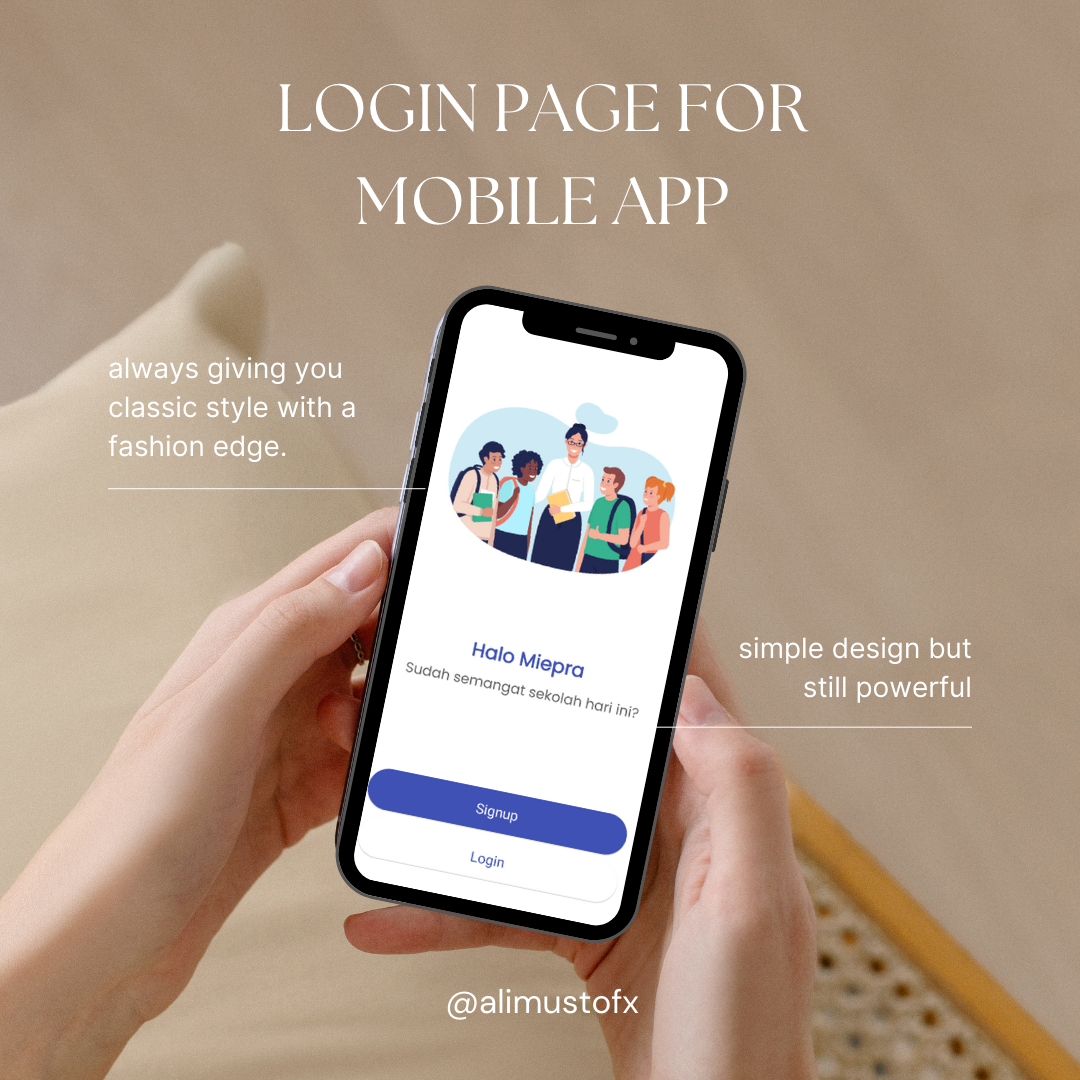 LOGIN PAGE FOR
MOBILE APP
always giving you
classic style with a
fashion edge.
Halo Miepra
Sudah semangat sekolah hari ini?
simple design but
still powerful
Signup
Login
@alimustofx